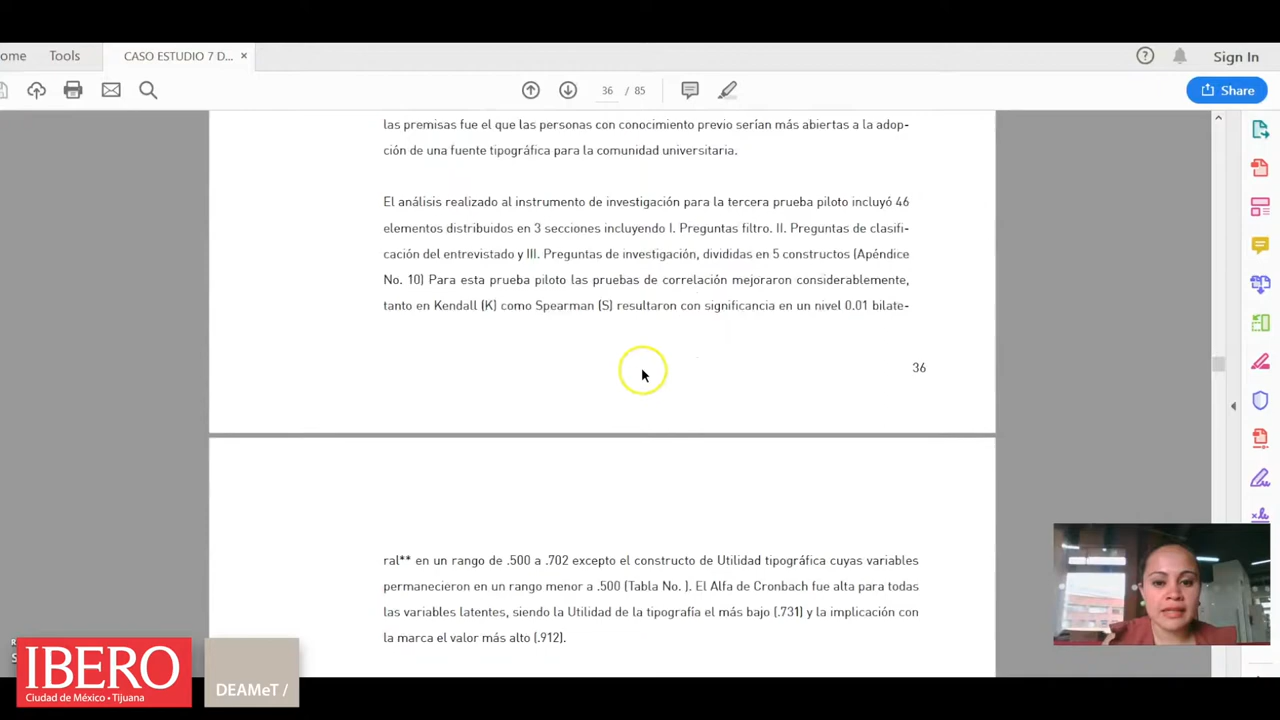 ome
Tools
CASO ESTUDIO 7 D...
×
Sign In
36 / 85
Share
las premisas fue el que las personas con conocimiento previo serían más abiertas a la adop-
ción de una fuente tipográfica para la comunidad universitaria.
El análisis realizado al instrumento de investigación para la tercera prueba piloto incluyó 46
elementos distribuidos en 3 secciones incluyendo I. Preguntas filtro. II. Preguntas de clasifi-
cación del entrevistado y III. Preguntas de investigación, divididas en 5 constructos (Apéndice
No. 10) Para esta prueba piloto las pruebas de correlación mejoraron considerablemente,
tanto en Kendall (K) como Spearman (S) resultaron con significancia en un nivel 0.01 bilate-
36
ral** en un rango de .500 a .702 excepto el constructo de Utilidad tipográfica cuyas variables
permanecieron en un rango menor a .500 (Tabla No. ). El Alfa de Cronbach fue alta para todas
las variables latentes, siendo la Utilidad de la tipografía el más bajo (.731) y la implicación con
la marca el valor más alto (.912).
IBERO
Ciudad de México • Tijuana
DEAMeT /